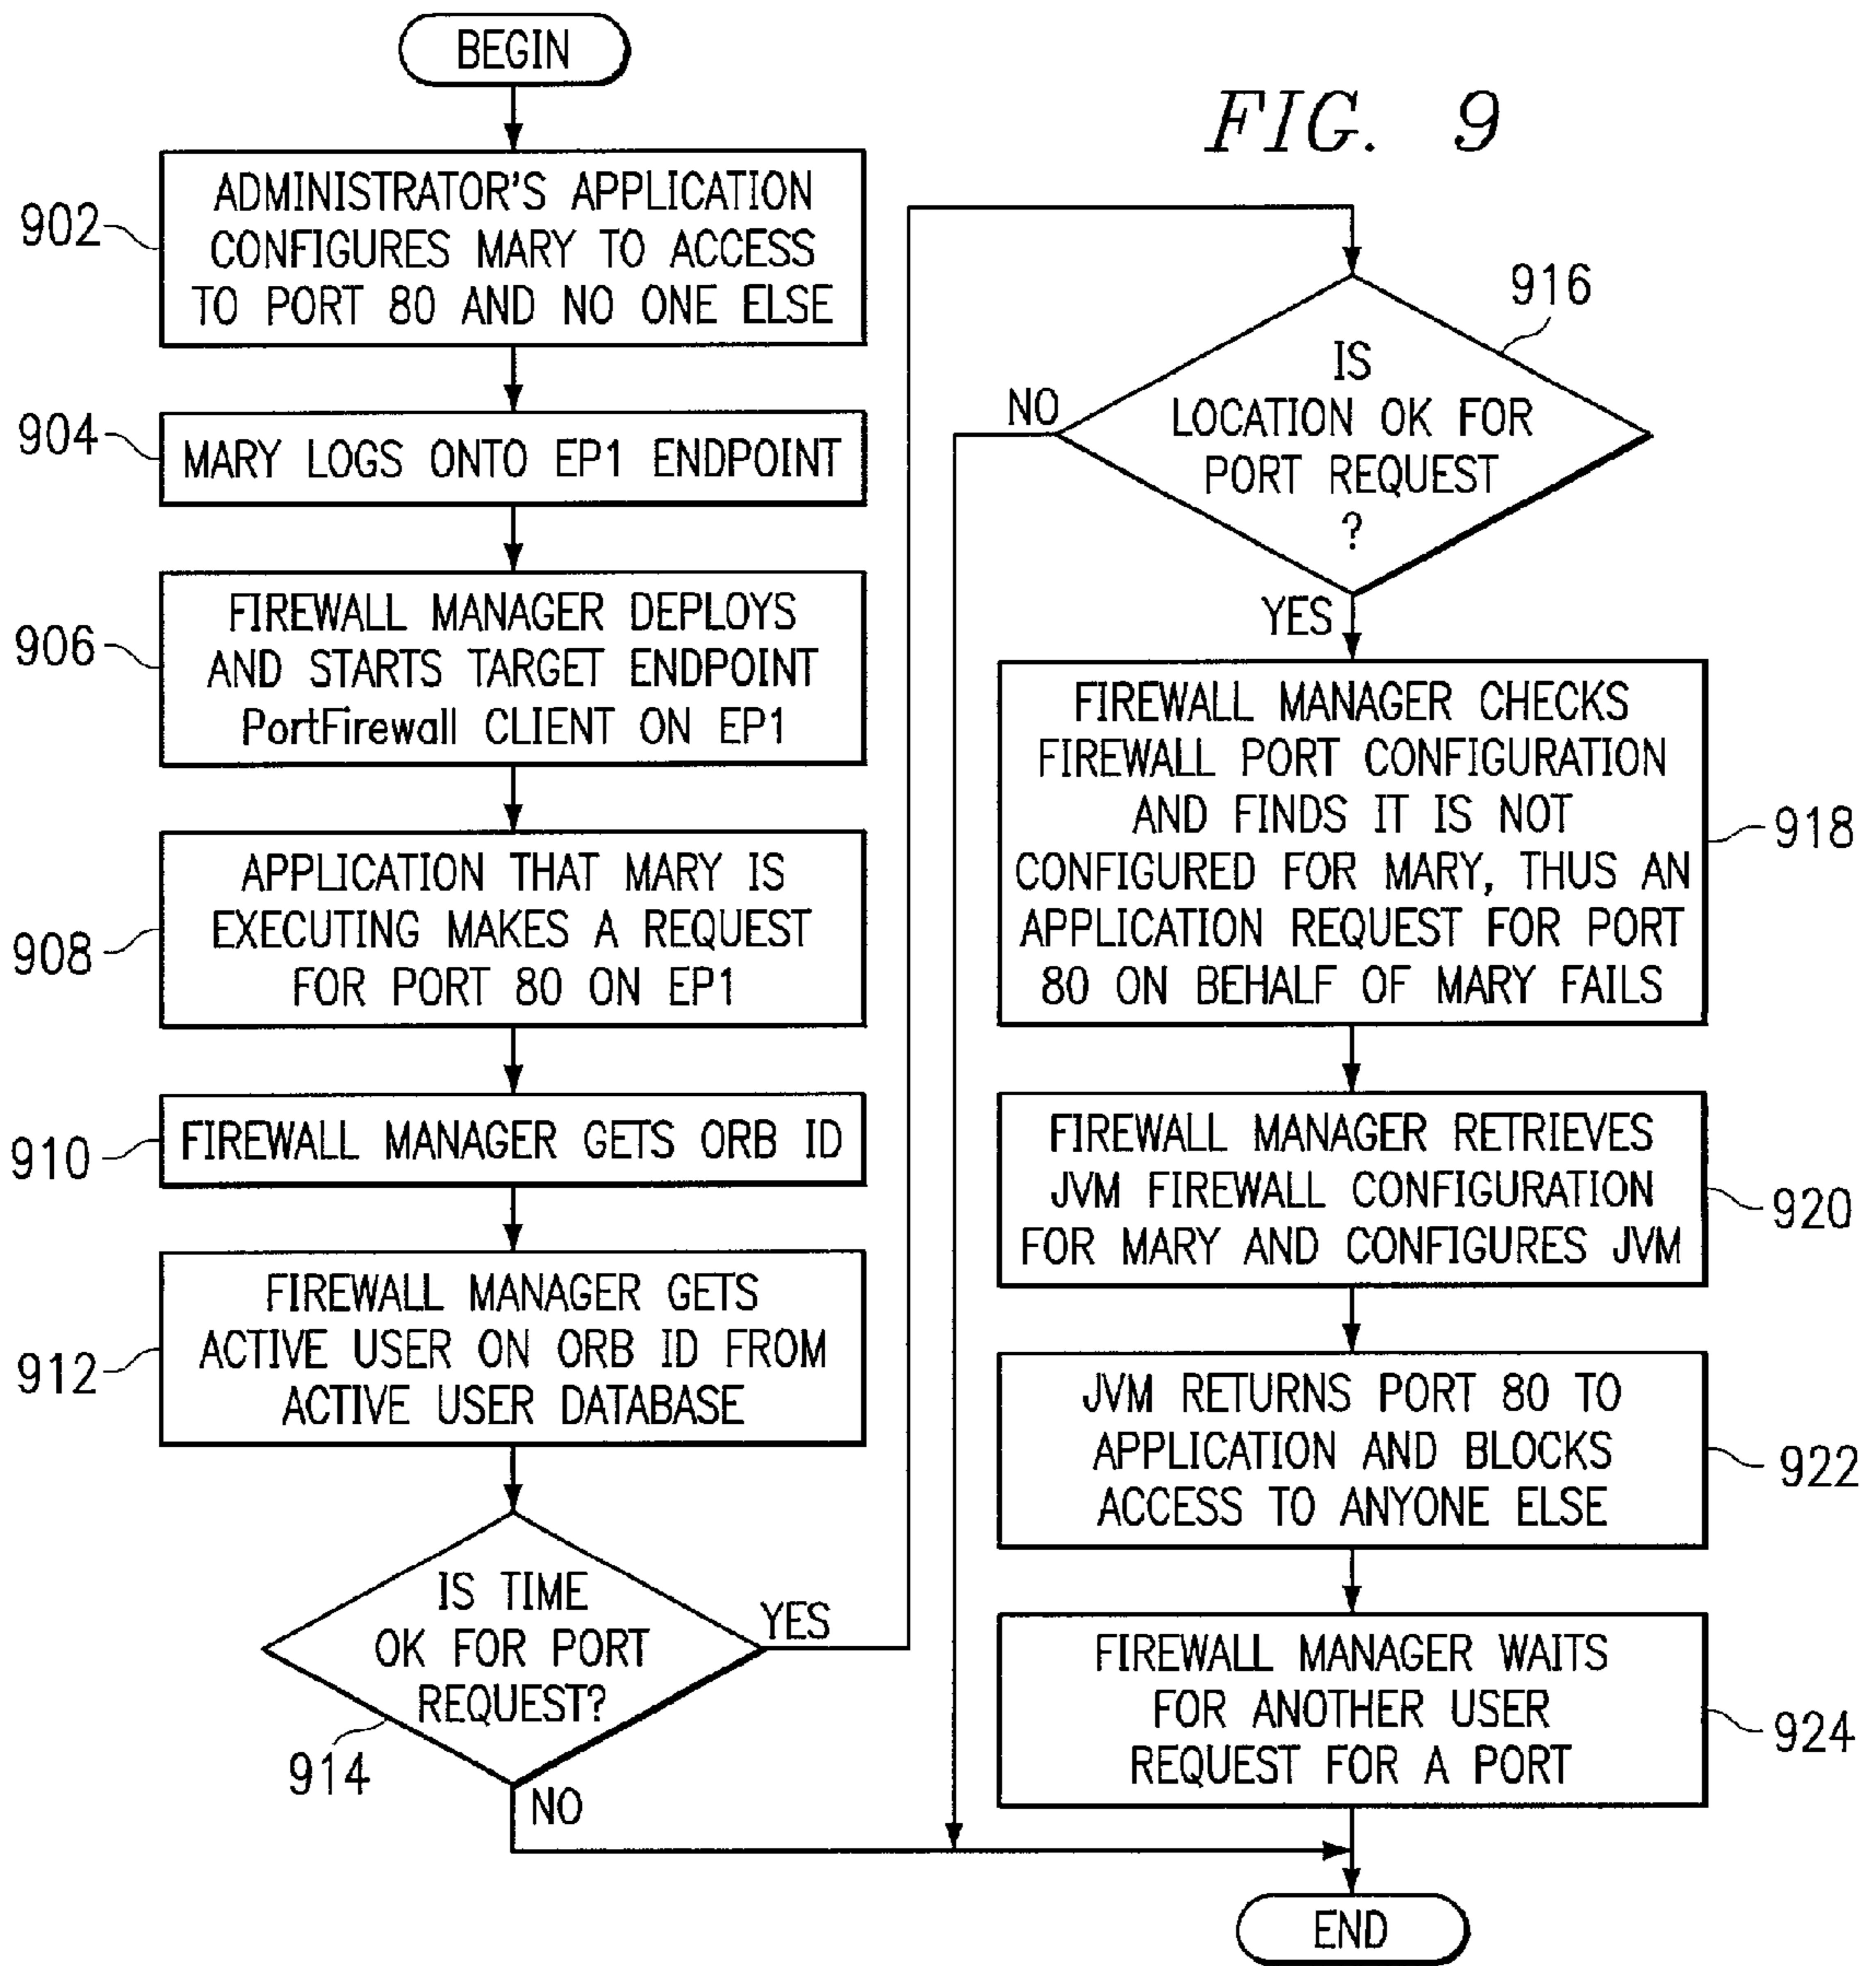 BEGIN
FIG. 9
902
ADMINISTRATOR'S APPLICATION
CONFIGURES MARY TO ACCESS
TO PORT 80 AND NO ONE ELSE
904
MARY LOGS ONTO EP1 ENDPOINT
906
FIREWALL MANAGER DEPLOYS
AND STARTS TARGET ENDPOINT
PortFirewall CLIENT ON EP1
908
APPLICATION THAT MARY IS
EXECUTING MAKES A REQUEST
FOR PORT 80 ON EP1
910
FIREWALL MANAGER GETS ORB ID
912
FIREWALL MANAGER GETS
ACTIVE USER ON ORB ID FROM
ACTIVE USER DATABASE
IS TIME
OK FOR PORT
REQUEST?
914
YES
NO
916
IS
LOCATION OK FOR
PORT REQUEST
?
NO
YES
FIREWALL MANAGER CHECKS
FIREWALL PORT CONFIGURATION
AND FINDS IT IS NOT
CONFIGURED FOR MARY, THUS AN
APPLICATION REQUEST FOR PORT
80 ON BEHALF OF MARY FAILS
918
FIREWALL MANAGER RETRIEVES
JVM FIREWALL CONFIGURATION
FOR MARY AND CONFIGURES JVM
920
JVM RETURNS PORT 80 TO
APPLICATION AND BLOCKS
ACCESS TO ANYONE ELSE
922
FIREWALL MANAGER WAITS
FOR ANOTHER USER
REQUEST FOR A PORT
924
END